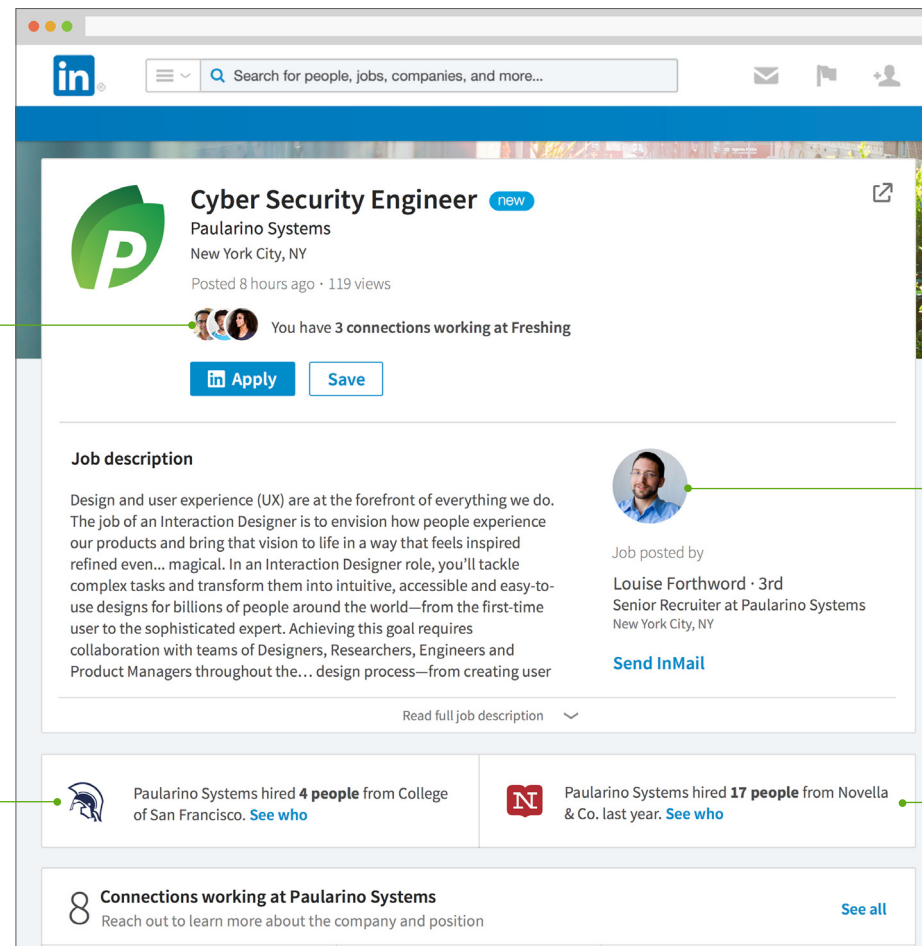 in®
Search for people, jobs, companies, and more...
P
Cyber Security Engineer new
Paularino Systems
New York City, NY
Posted 8 hours ago · 119 views
You have 3 connections working at Freshing
in Apply Save
Job description
Design and user experience (UX) are at the forefront of everything we do.
The job of an Interaction Designer is to envision how people experience
our products and bring that vision to life in a way that feels inspired
refined even... magical. In an Interaction Designer role, you’ll tackle
complex tasks and transform them into intuitive, accessible and easy-to-
use designs for billions of people around the world—from the first-time
user to the sophisticated expert. Achieving this goal requires
collaboration with teams of Designers, Researchers, Engineers and
Product Managers throughout the... design process—from creating user
Job posted by
Louise Forthword · 3rd
Senior Recruiter at Paularino Systems
New York City, NY
Send InMail
Read full job description
Paularino Systems hired 4 people from College
of San Francisco. See who
N
Paularino Systems hired 17 people from Novella
& Co. last year. See who
8
Connections working at Paularino Systems
Reach out to learn more about the company and position
See all